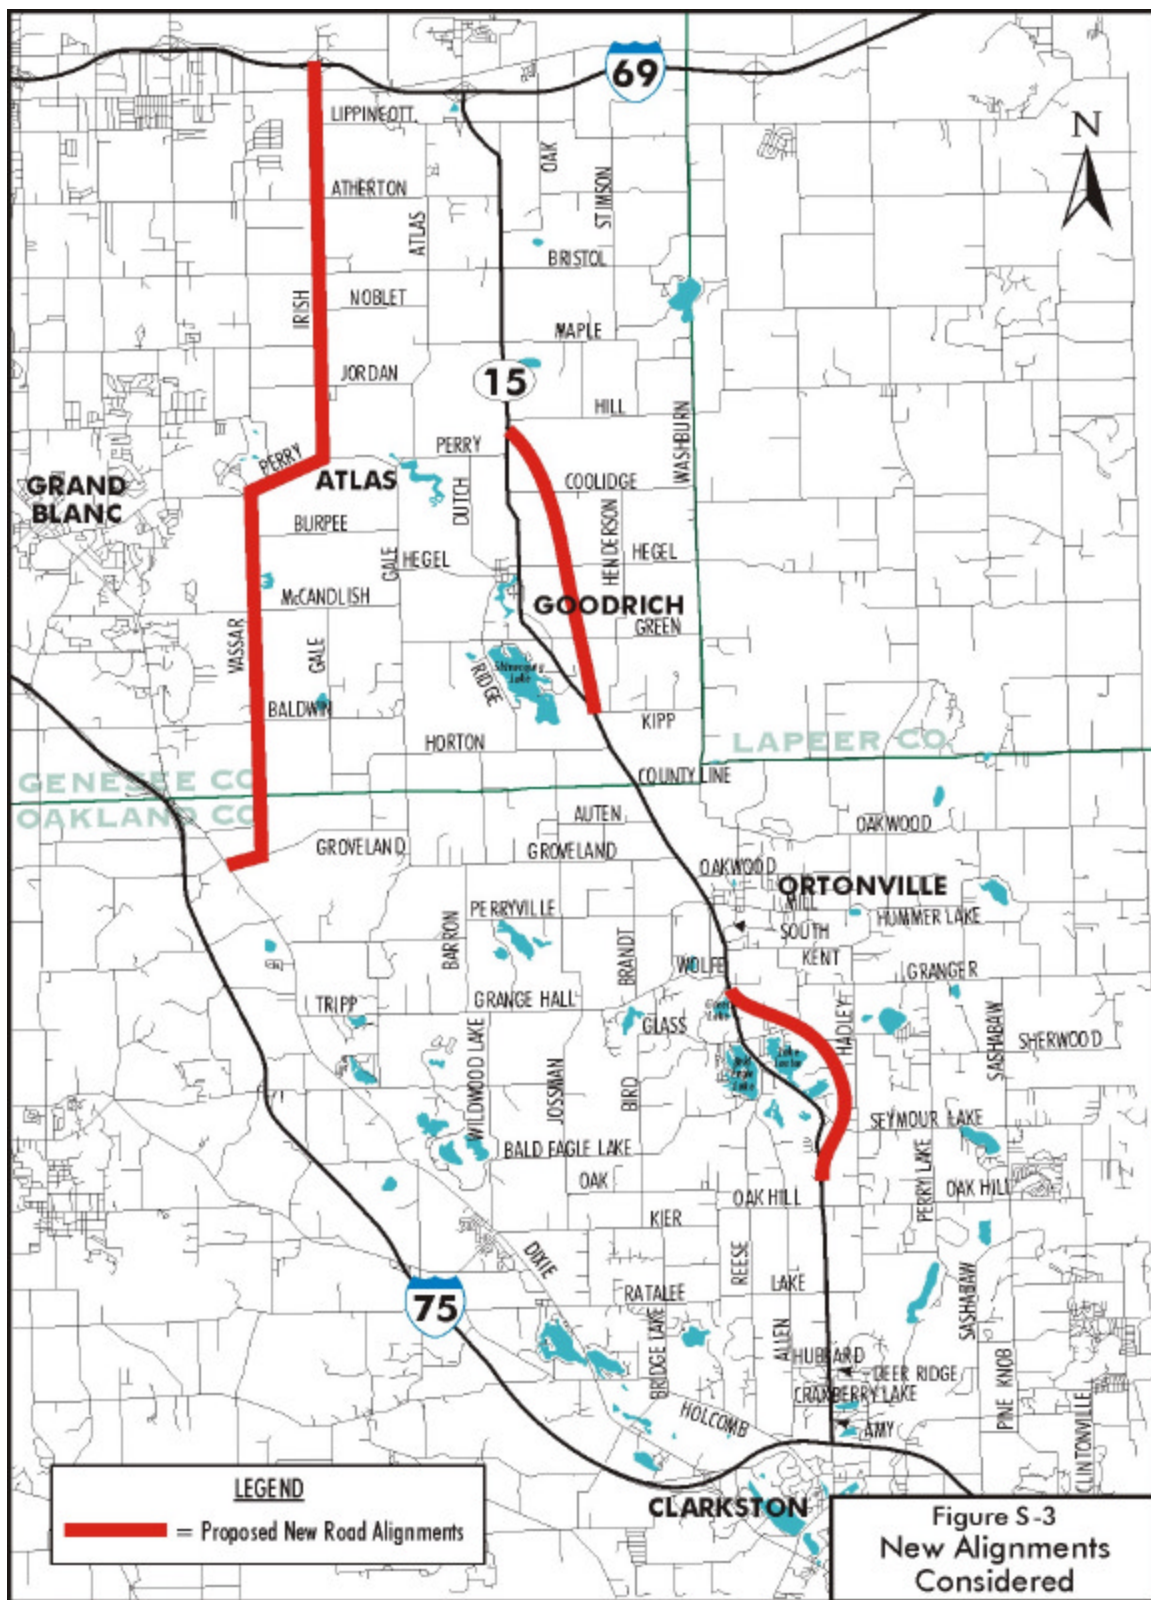 69
N
LIPPINCOTT
OAK
ATHERTON
STIMSON
ATLAS
BRISTOL
IRISH
NOBLET
MAPLE
JORDAN
15
HILL
WASHBURN
PERRY
PERRY
GRAND
BLANC
ATLAS
COOLIDGE
DUTCH
BURPEE
HENDERSON
GALE
HEGEL
HEGEL
McCANDLISH
GOODRICH
GREEN
VASSAR
GALE
RIDGE
BALDWIN
KIPP
HORTON
LAPEER CO.
GENESEE CO
COUNTY LINE
OAKLAND CO
AUTEN
OAKWOOD
GROVELAND
GROVELAND
OAKWOOD
ORTONVILLE
MILL
PERRYVILLE
HUMMER LAKE
BARRON
SOUTH
BRANDT
KENT
WOLFE
GRANGER
TRIPP
GRANGE HALL
GLASS
HADLEY
SASHABAW
SHERWOOD
WILDWOOD LAKE
JOSSMAN
BIRD
Bald
Eagle
Lake
SEYMOUR LAKE
BALD EAGLE LAKE
PERRY LAKE
OAK
OAK HILL
OAK HILL
KIER
DIXIE
REESE
LAKE
RATALEE
75
SASHABAW
BRIDGE LAKE
ALLEN
HUBBARD
DEER RIDGE
CRANBERRY LAKE
PINE KNOB
HOLCOMB
AMY
CLINTONVILLE
CLARKSTON
LEGEND
= Proposed New Road Alignments
Figure S-3
New Alignments
Considered